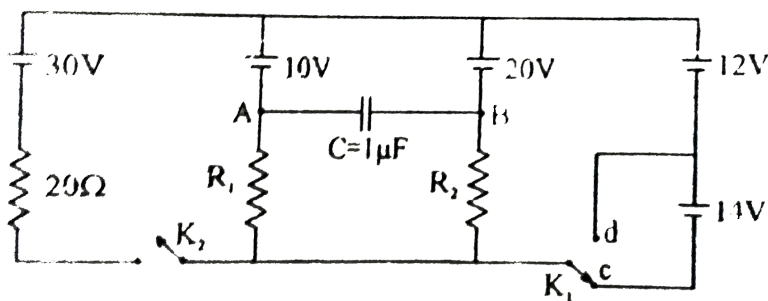 30V 10V 20V 12V
A B
C=1μF
20Ω R₁ R₂ 14V
d
K₂
K₁ c